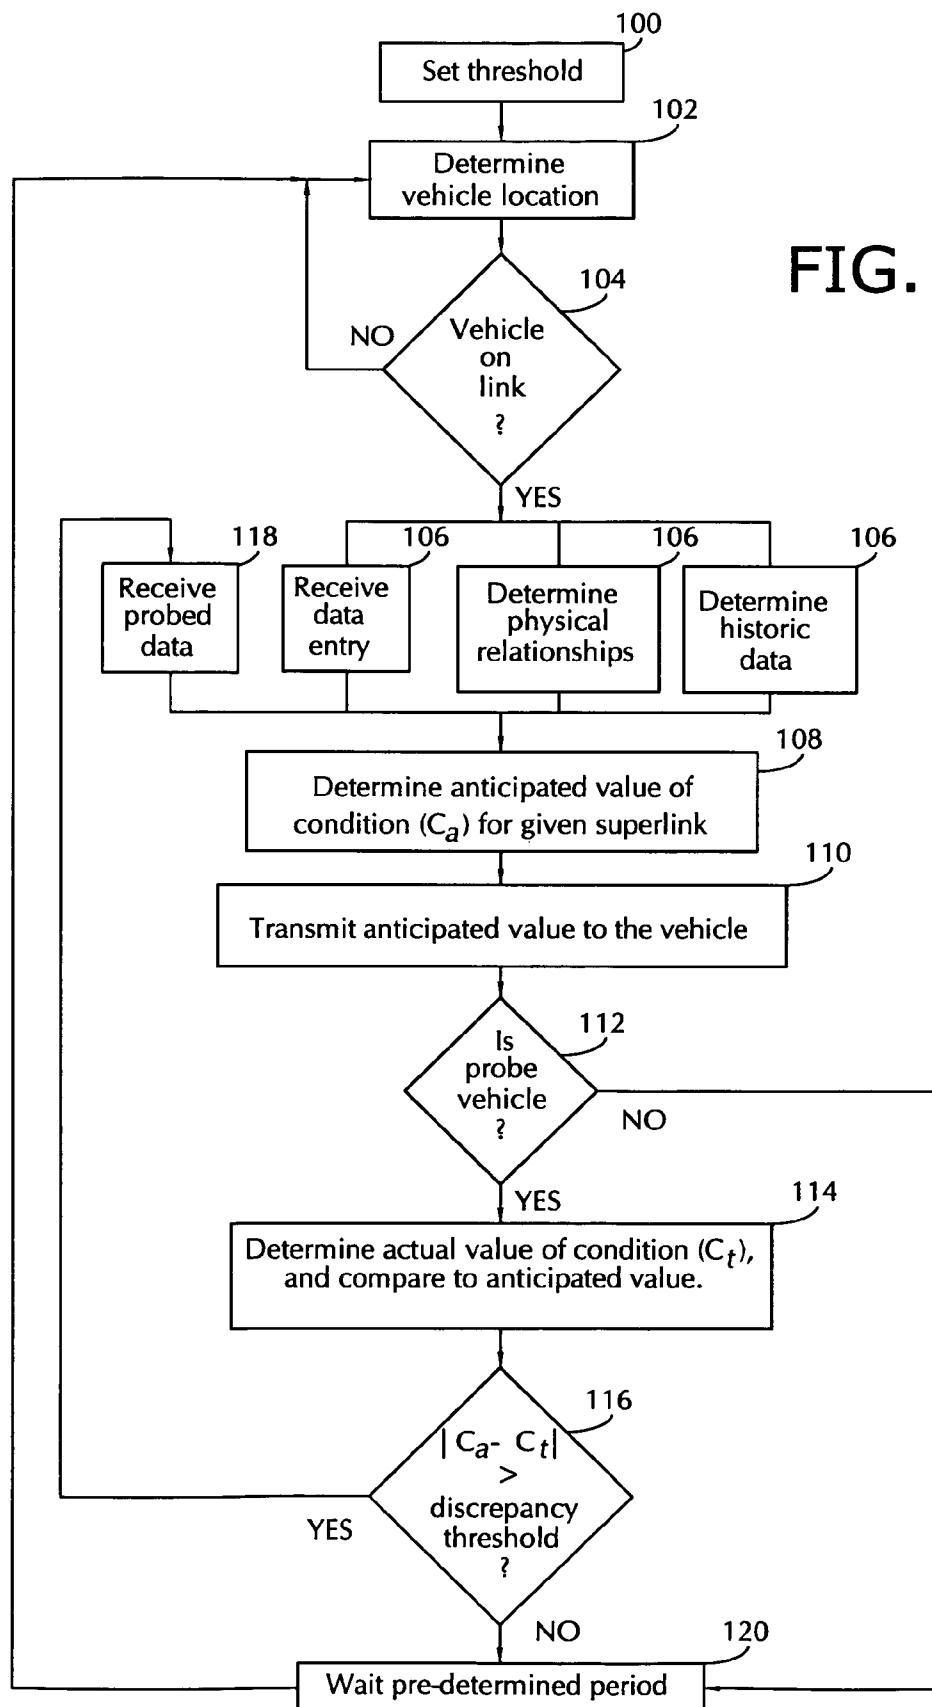 100
Set threshold
102
Determine
vehicle location
FIG.
104
NO
Vehicle
on
link
?
YES
118
Receive
probed
data
106
Receive
data
entry
106
Determine
physical
relationships
106
Determine
historic
data
108
Determine anticipated value of
condition (Ca) for given superlink
110
Transmit anticipated value to the vehicle
112
Is
probe
vehicle
?
NO
YES
114
Determine actual value of condition (Ct),
and compare to anticipated value.
116
| Ca - Ct |
>
discrepancy
threshold
?
YES
NO
120
Wait pre-determined period